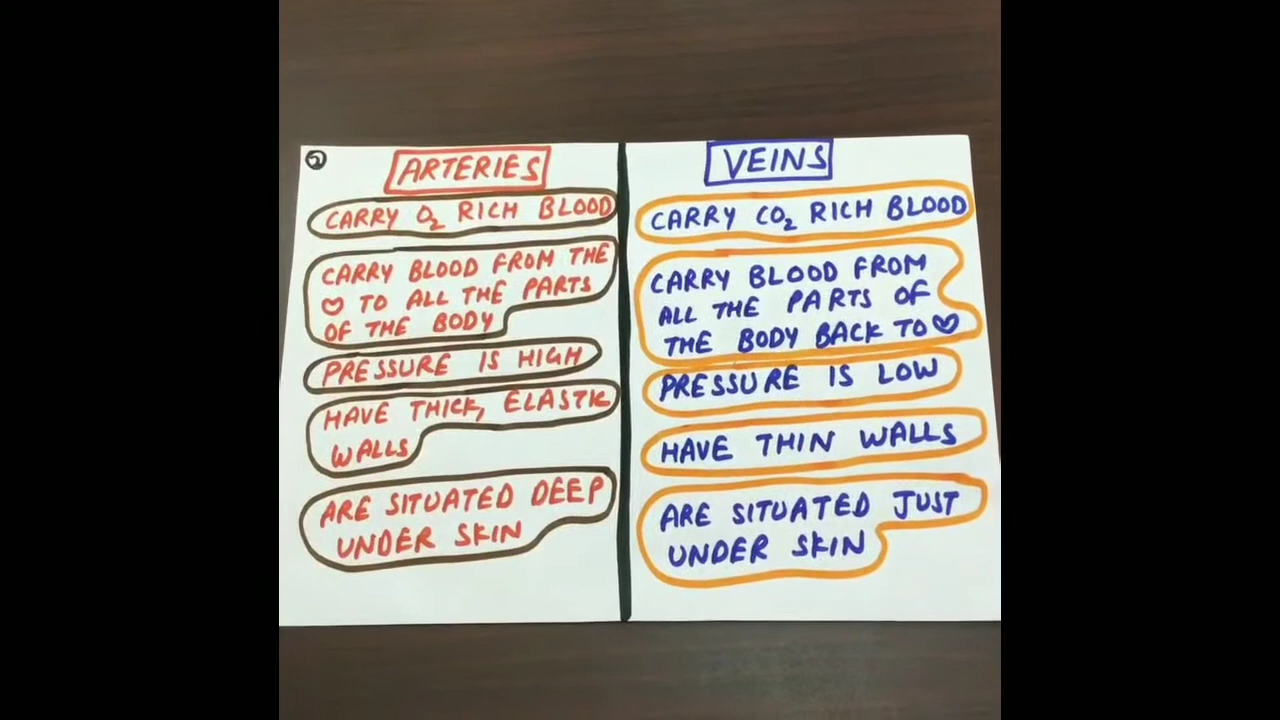 ARTERIES
CARRY O₂ RICH BLOOD
CARRY BLOOD FROM THE
♡ TO ALL THE PARTS
OF THE BODY
PRESSURE IS HIGH
HAVE THICK, ELASTIC
WALLS
ARE SITUATED DEEP
UNDER SKIN
VEINS
CARRY CO₂ RICH BLOOD
CARRY BLOOD FROM
ALL THE PARTS OF
THE BODY BACK TO ♡
PRESSURE IS LOW
HAVE THIN WALLS
ARE SITUATED JUST
UNDER SKIN